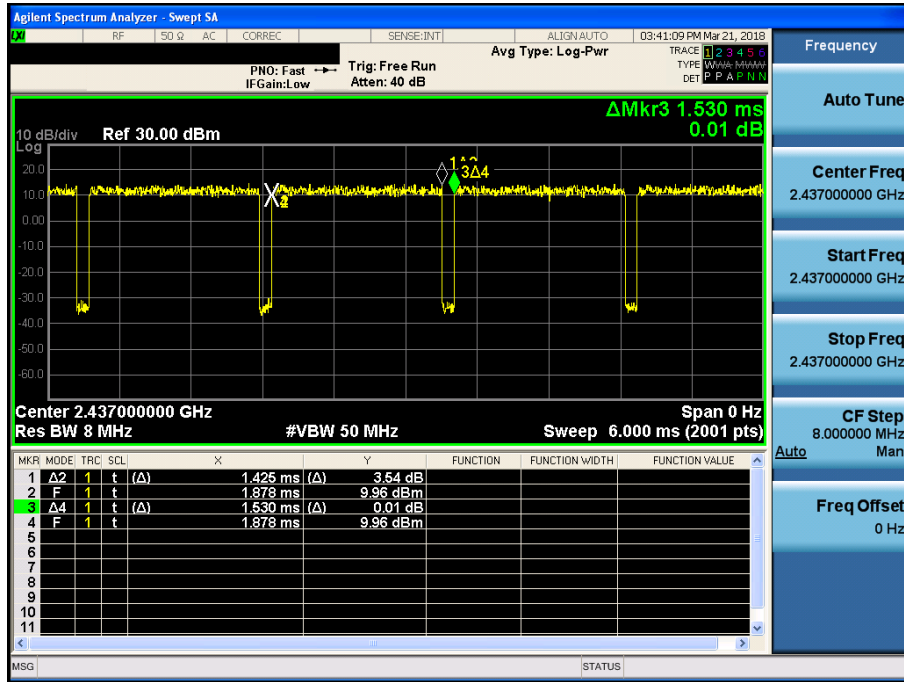 Agilent Spectrum Analyzer - Swept SA
LXI RF 50 Ω AC CORREC SENSE:INT ALIGN AUTO 03:41:09 PM Mar 21, 2018
Avg Type: Log-Pwr TRACE 1 2 3 4 5 6
PNO: Fast Trig: Free Run TYPE
IFGain:Low Atten: 40 dB DET P P A P N N
ΔMkr3 1.530 ms
10 dB/div Ref 30.00 dBm 0.01 dB
Log
20.0
10.0
0.00
-10.0
-20.0
-30.0
-40.0
-50.0
-60.0
3Δ4
Center 2.437000000 GHz Span 0 Hz
Res BW 8 MHz #VBW 50 MHz Sweep 6.000 ms (2001 pts)
MKR MODE TRC SCL X Y FUNCTION FUNCTION WIDTH FUNCTION VALUE
1 Δ2 1 t (Δ) 1.425 ms (Δ) 3.54 dB
2 F 1 t 1.878 ms 9.96 dBm
3 Δ4 1 t (Δ) 1.530 ms (Δ) 0.01 dB
4 F 1 t 1.878 ms 9.96 dBm
5
6
7
8
9
10
11
MSG STATUS
Frequency
Auto Tune
Center Freq
2.437000000 GHz
Start Freq
2.437000000 GHz
Stop Freq
2.437000000 GHz
CF Step
8.000000 MHz
Auto Man
Freq Offset
0 Hz